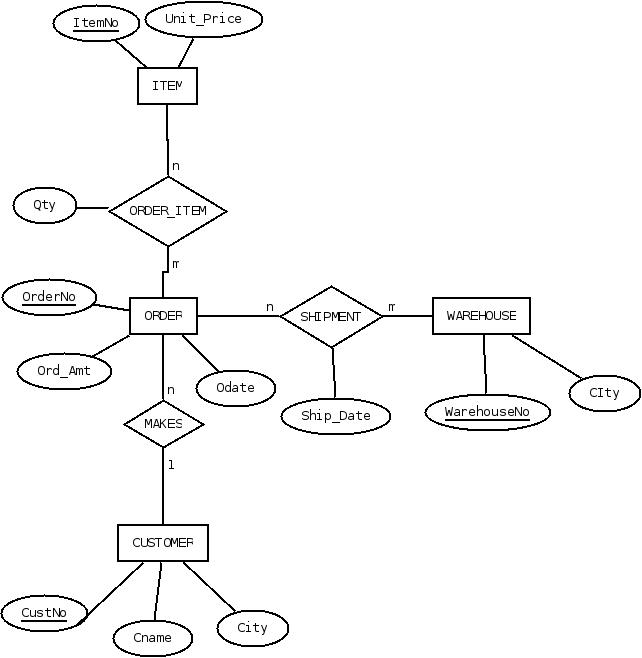 ItemNo
Unit_Price
ITEM
n
Qty
ORDER_ITEM
m
OrderNo
ORDER
n
SHIPMENT
m
WAREHOUSE
Ord_Amt
Odate
n
Ship_Date
WarehouseNo
CIty
MAKES
1
CUSTOMER
CustNo
Cname
City